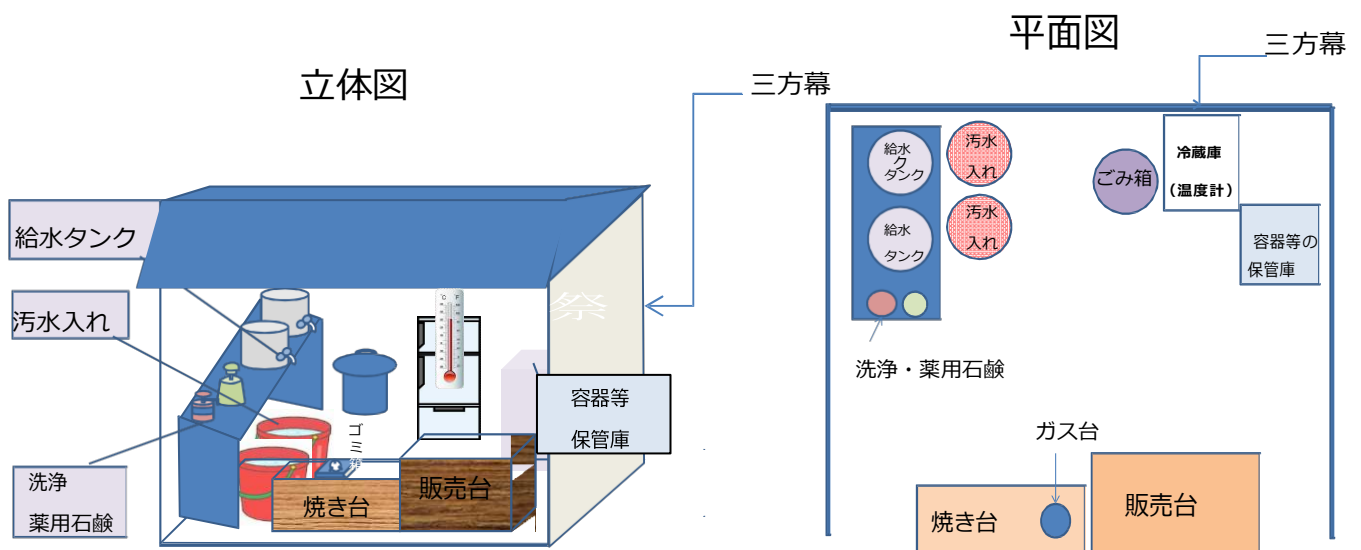 立体図
三方幕
給水タンク
汚水入れ
洗浄
薬用石鹸
祭
℃ °F
ゴミ箱
容器等
保管庫
焼き台
販売台
平面図
三方幕
給水
ク
タンク
汚水
入れ
給水
タンク
汚水
入れ
ごみ箱
冷蔵庫
（温度計）
容器等の
保管庫
洗浄・薬用石鹸
ガス台
焼き台
販売台